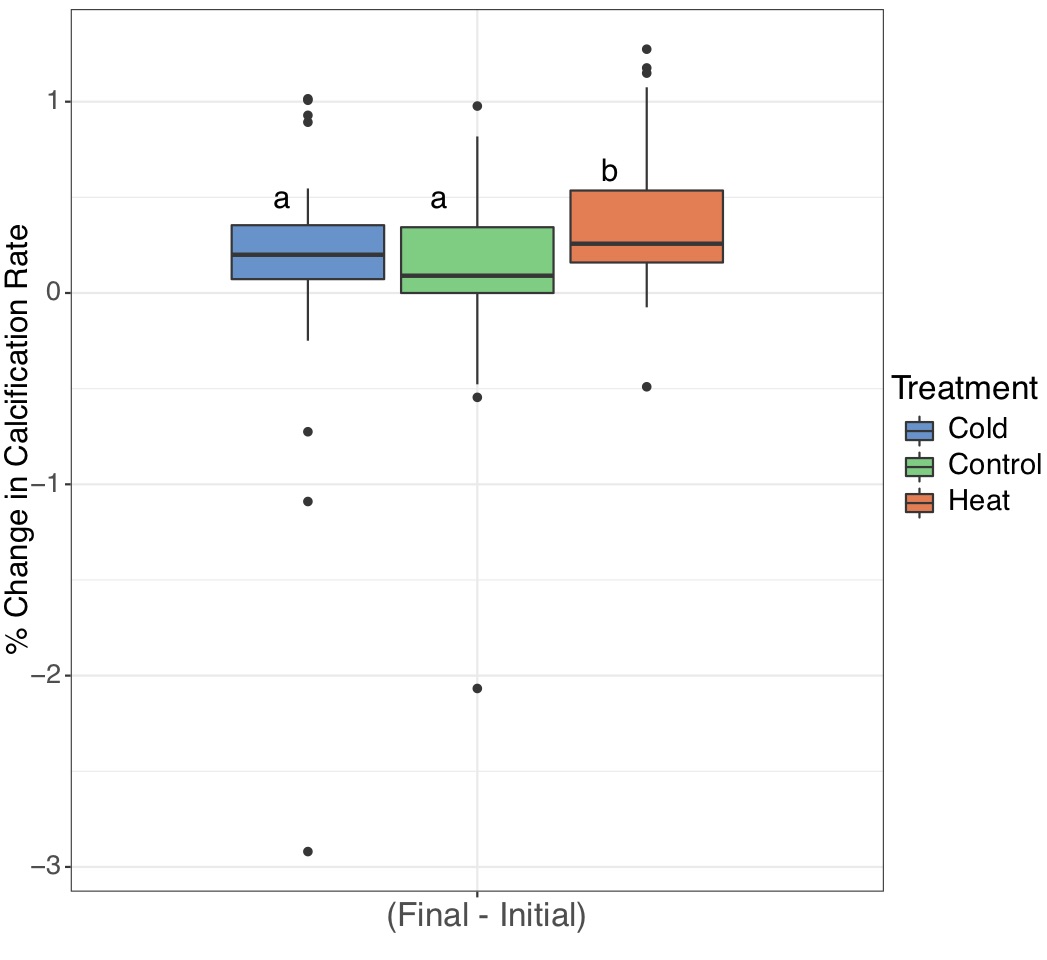 % Change in Calcification Rate
1
0
−1
−2
−3
a
a
b
(Final - Initial)
Treatment
Cold
Control
Heat